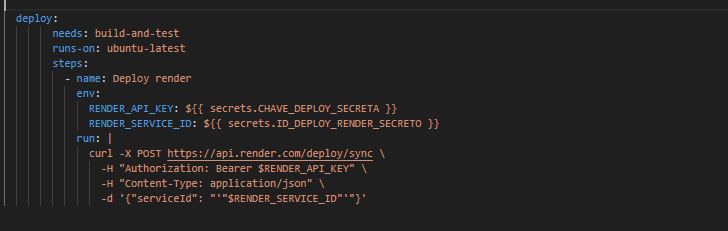 deploy:
needs: build-and-test
runs-on: ubuntu-latest
steps:
- name: Deploy render
env:
RENDER_API_KEY: ${{ secrets.CHAVE_DEPLOY_SECRETA }}
RENDER_SERVICE_ID: ${{ secrets.ID_DEPLOY_RENDER_SECRETO }}
run: |
curl -X POST https://api.render.com/deploy/sync \
-H "Authorization: Bearer $RENDER_API_KEY" \
-H "Content-Type: application/json" \
-d '{"serviceId": "'"$RENDER_SERVICE_ID"'"}'